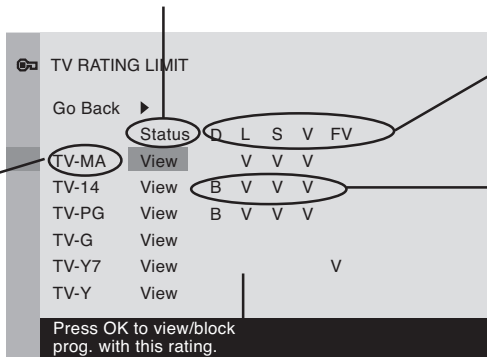 TV RATING LIMIT
Go Back
Status D L S V FV
TV-MA View V V V
TV-14 View B V V V
TV-PG View B V V V
TV-G View
TV-Y7 View V
TV-Y View
Press OK to view/block
prog. with this rating.